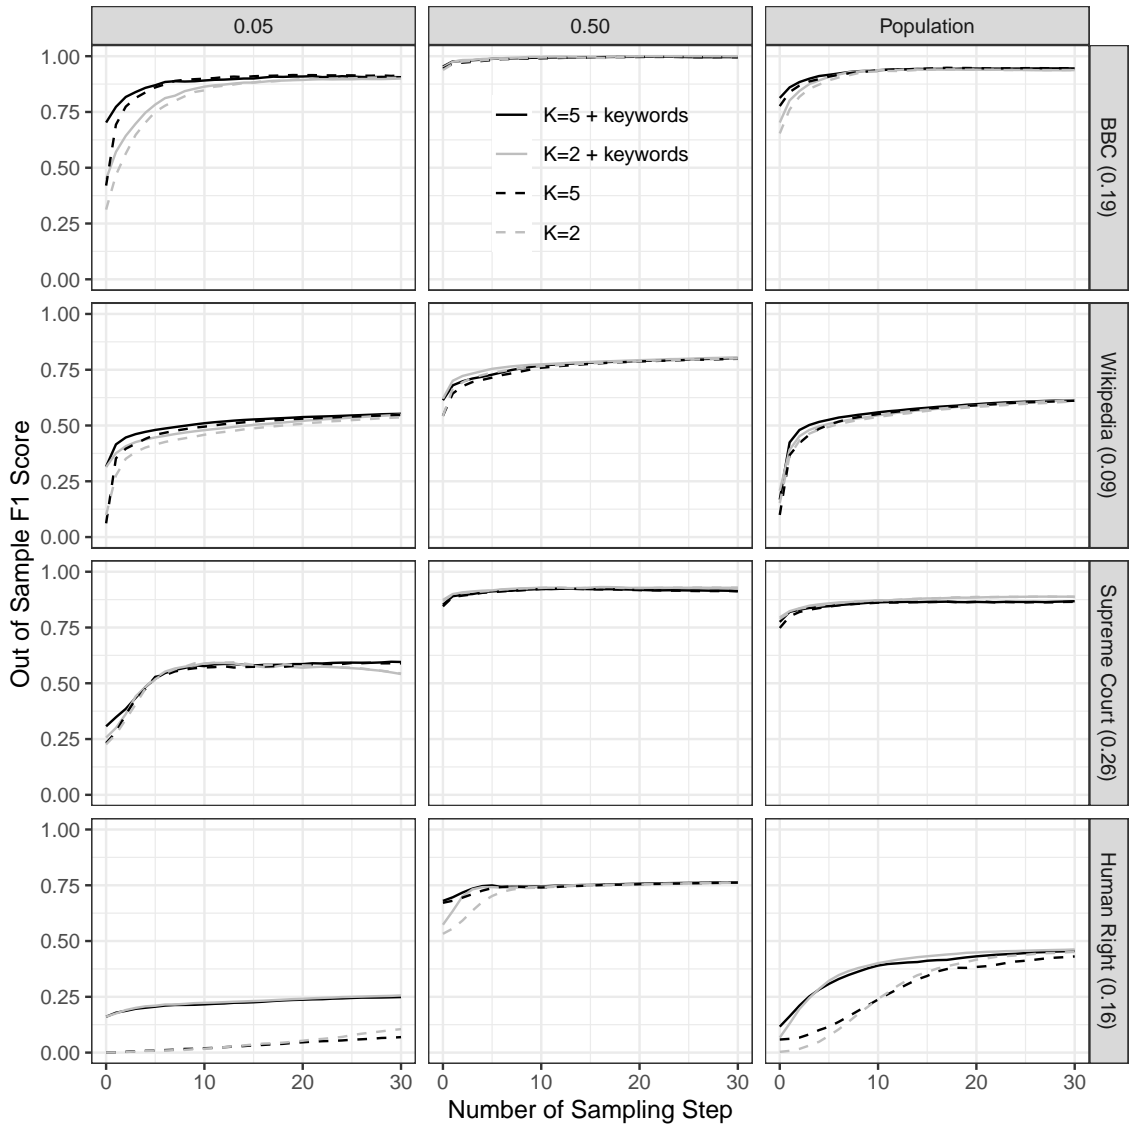 0.05
0.50
Population
1.00
0.75
0.50
0.25
0.00
K=5 + keywords
K=2 + keywords
K=5
K=2
BBC (0.19)
1.00
0.75
0.50
0.25
0.00
Wikipedia (0.09)
1.00
0.75
0.50
0.25
0.00
Supreme Court (0.26)
1.00
0.75
0.50
0.25
0.00
Human Right (0.16)
Out of Sample F1 Score
0 10 20 30
0 10 20 30
0 10 20 30
Number of Sampling Step